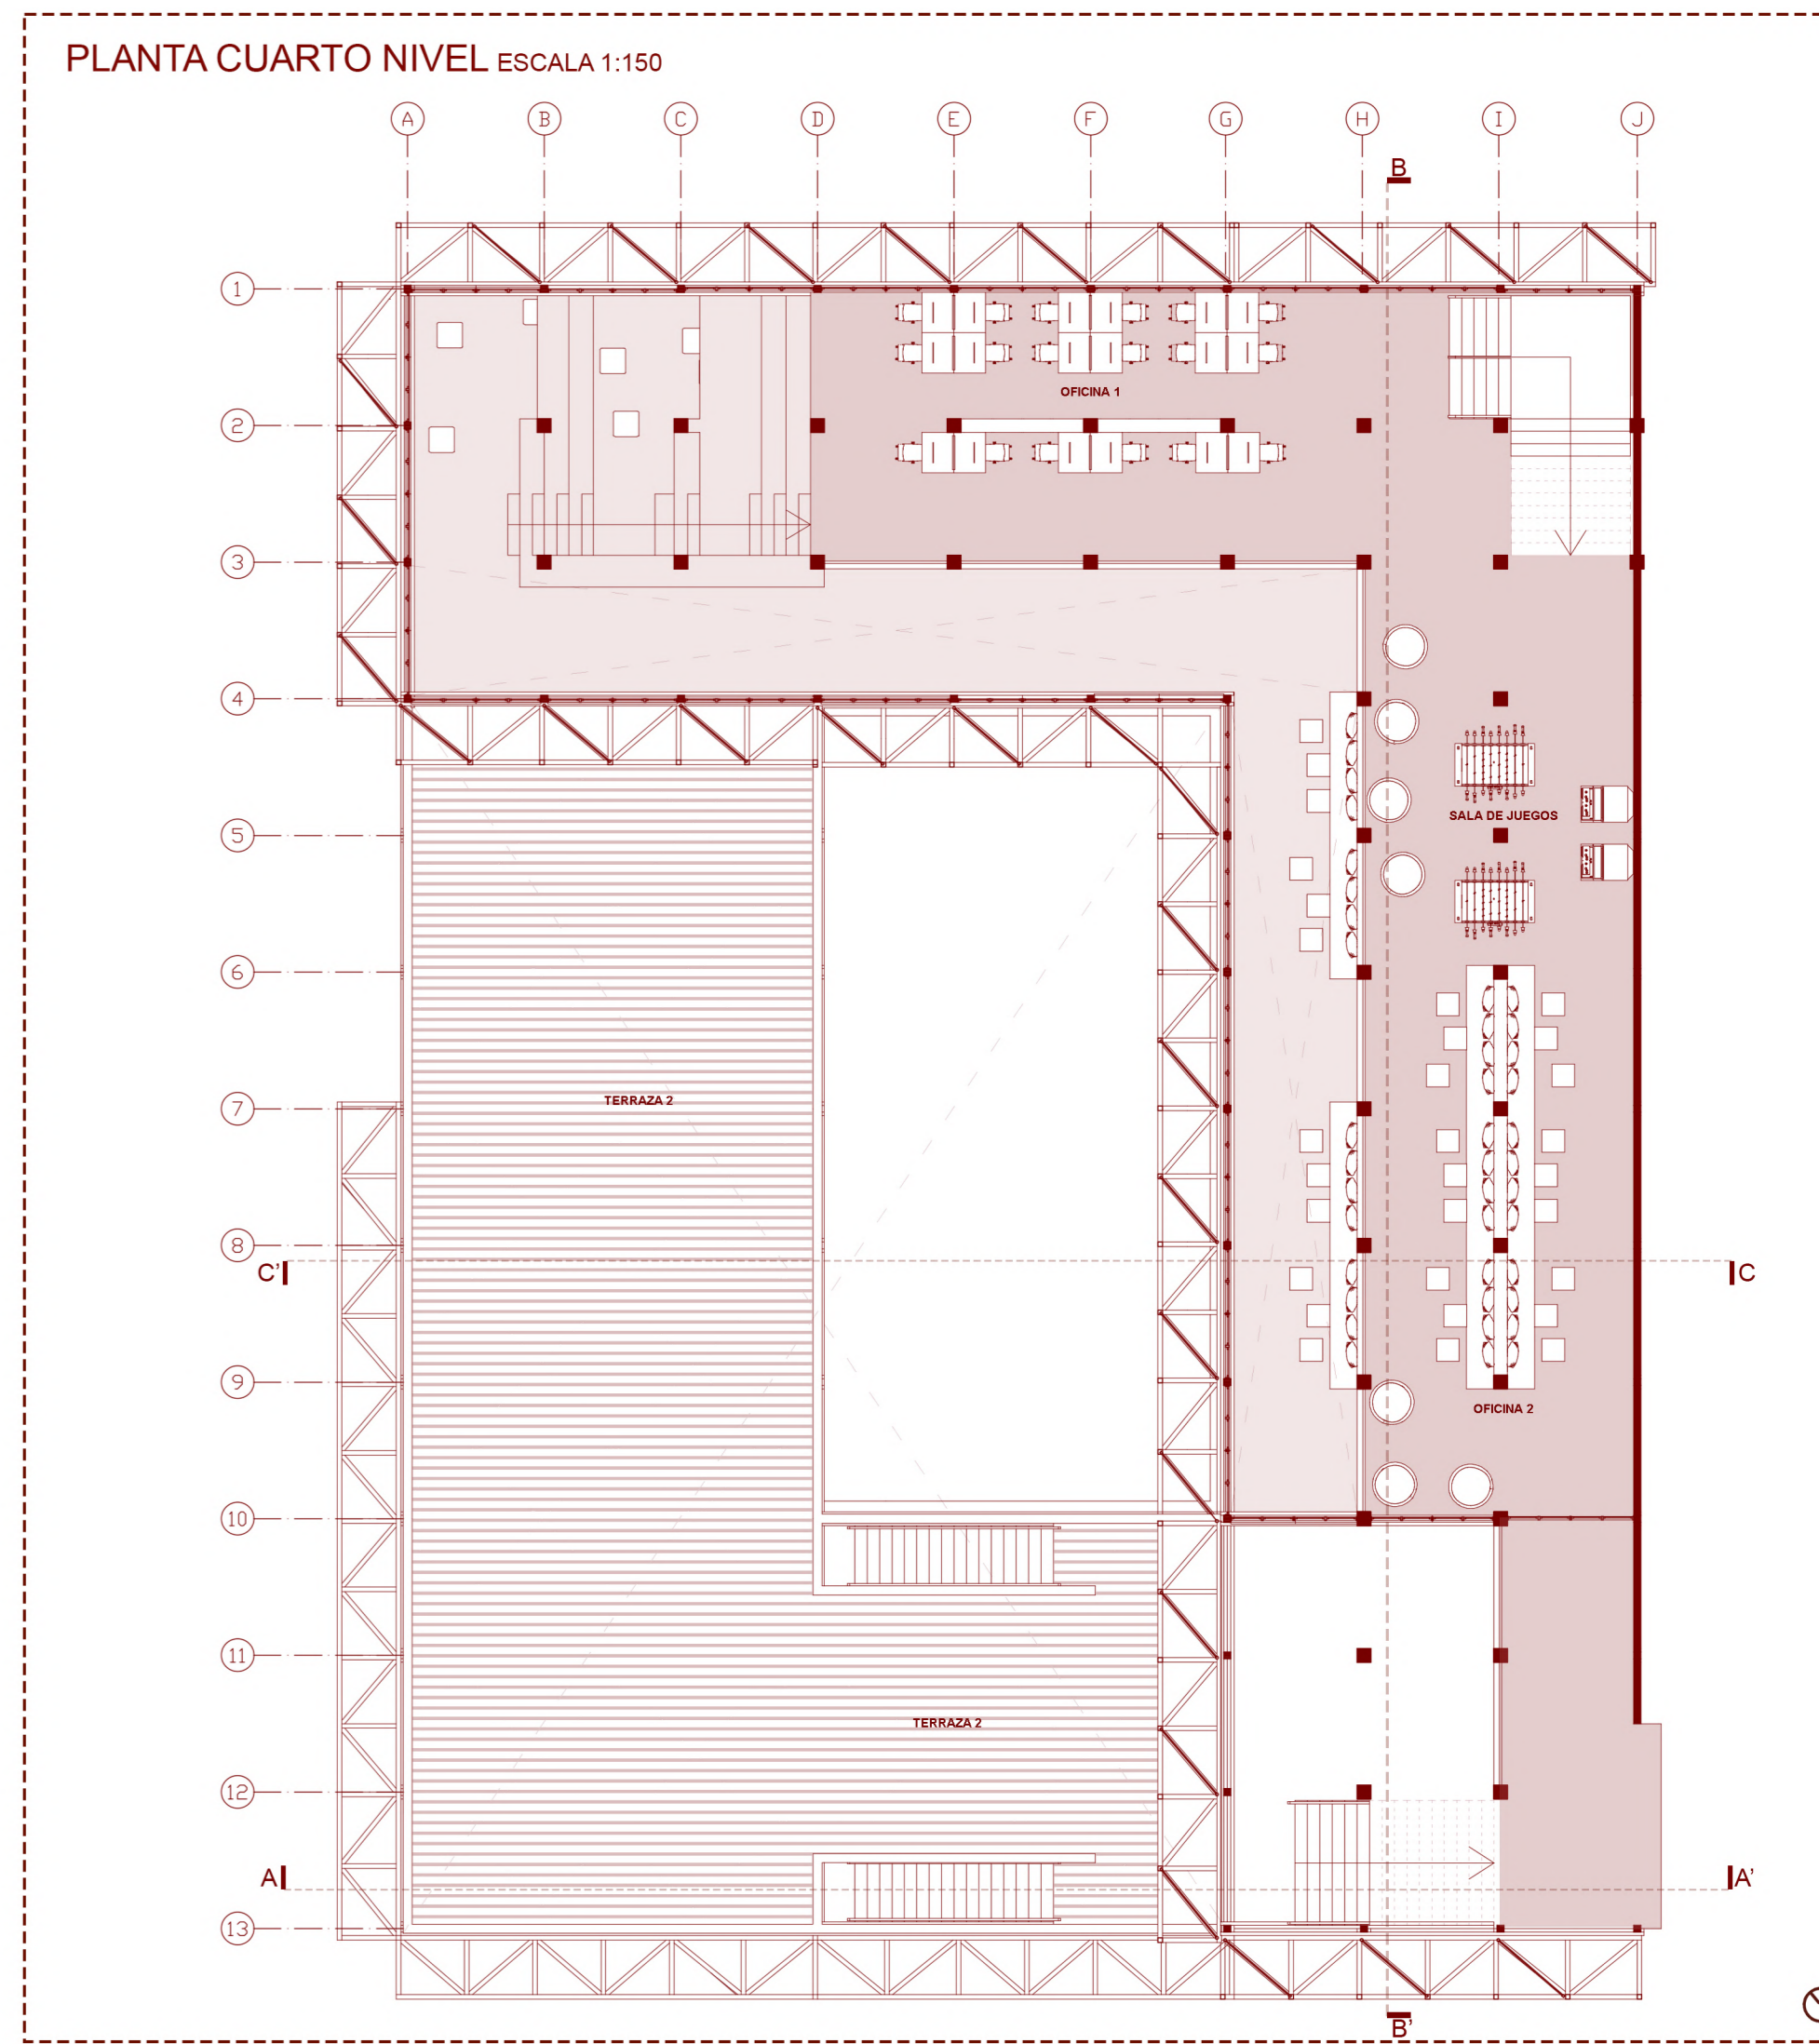 PLANTA CUARTO NIVEL ESCALA 1:150
A B C D E F G H I J
B
1
OFICINA 1
2
3
4
SALA DE JUEGOS
5
6
TERRAZA 2
7
8
C' C
9
OFICINA 2
10
11
TERRAZA 2
12
A A'
13
B'